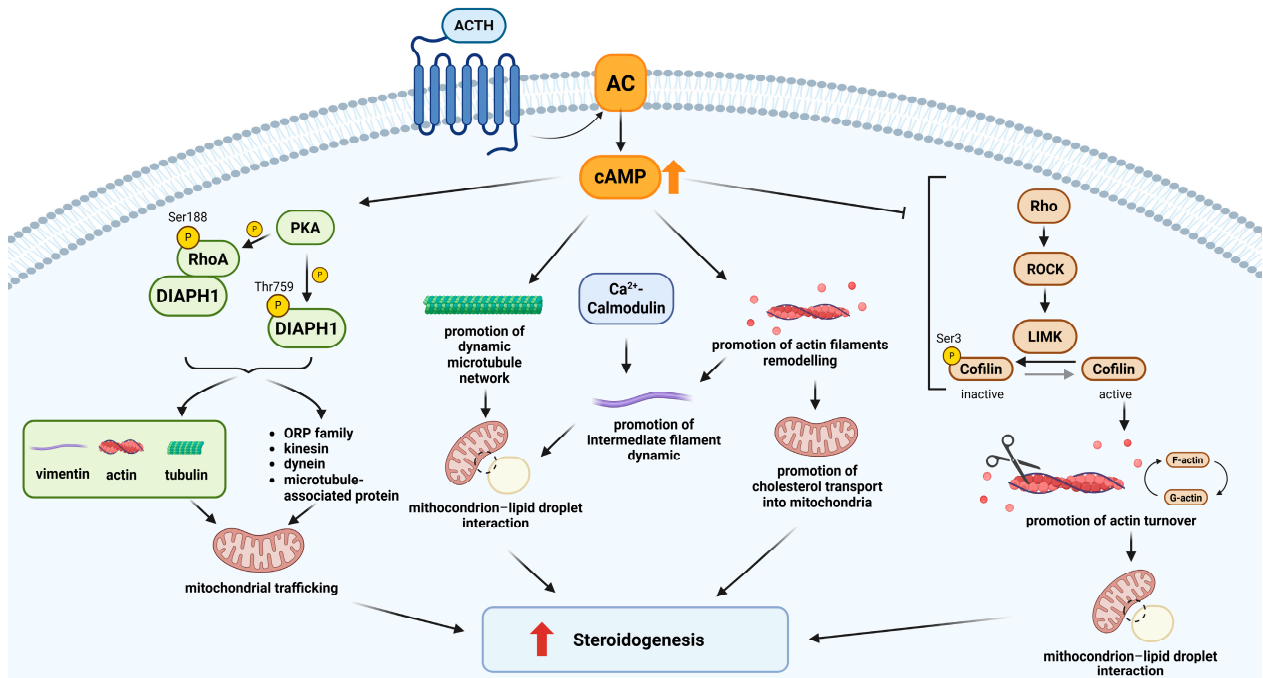 ACTH
AC
cAMP
Ser188
P
RhoA
DIAPH1
P
PKA
P
Thr759
P
DIAPH1
vimentin
actin
tubulin
• ORP family
• kinesin
• dynein
• microtubule-
associated protein
mitochondrial trafficking
promotion of
dynamic
microtubule
network
Ca²⁺-
Calmodulin
promotion of
Intermediate filament
dynamic
mithocondrion–lipid droplet
interaction
promotion of actin filaments
remodelling
promotion of
cholesterol transport
into mitochondria
Rho
ROCK
LIMK
Ser3
P
Cofilin
inactive
Cofilin
active
F-actin
G-actin
promotion of actin turnover
mithocondrion–lipid droplet
interaction
Steroidogenesis